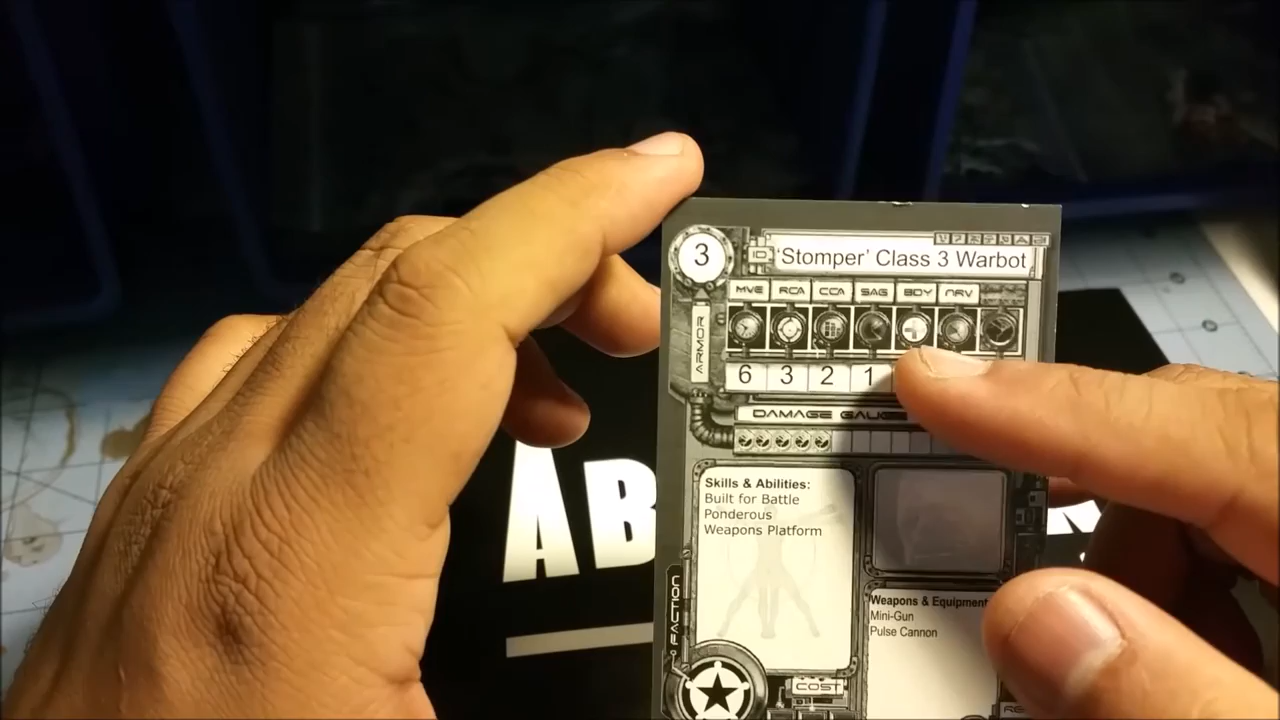 3
ID
'Stomper' Class 3 Warbot
MVE RCA CCA SAG BDY NRV
ARMOR
6 3 2 1
DAMAGE GAUGE
Skills & Abilities:
Built for Battle
Ponderous
Weapons Platform
Weapons & Equipment
Mini-Gun
Pulse Cannon
FACTION
COST
AB